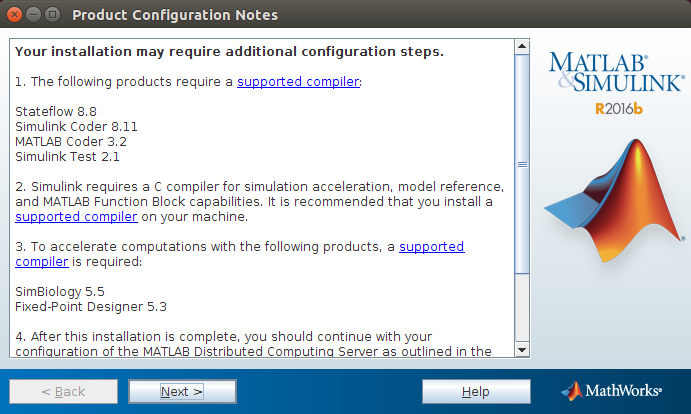 Product Configuration Notes
Your installation may require additional configuration steps.
1. The following products require a supported compiler:
Stateflow 8.8
Simulink Coder 8.11
MATLAB Coder 3.2
Simulink Test 2.1
2. Simulink requires a C compiler for simulation acceleration, model reference,
and MATLAB Function Block capabilities. It is recommended that you install a
supported compiler on your machine.
3. To accelerate computations with the following products, a supported
compiler is required:
SimBiology 5.5
Fixed-Point Designer 5.3
4. After this installation is complete, you should continue with your
configuration of the MATLAB Distributed Computing Server as outlined in the
MATLAB®
&SIMULINK®
R2016b
< Back
Next >
Help
MathWorks®